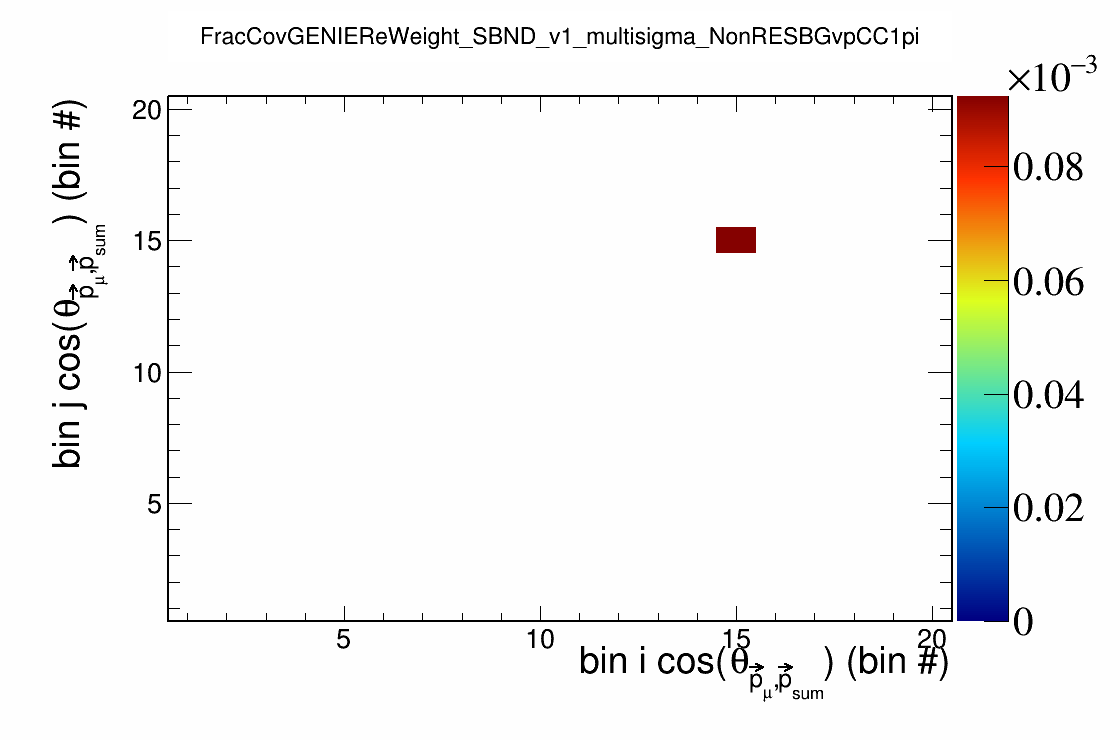 FracCovGENIEReWeight_SBND_v1_multisigma_NonRESBGvpCC1pi
×10⁻³
bin j cos(θ_{p⃗_μ,p⃗_sum}) (bin #)
20
15
10
5
0.08
0.06
0.04
0.02
0
5 10 15 20
bin i cos(θ_{p⃗_μ,p⃗_sum}) (bin #)